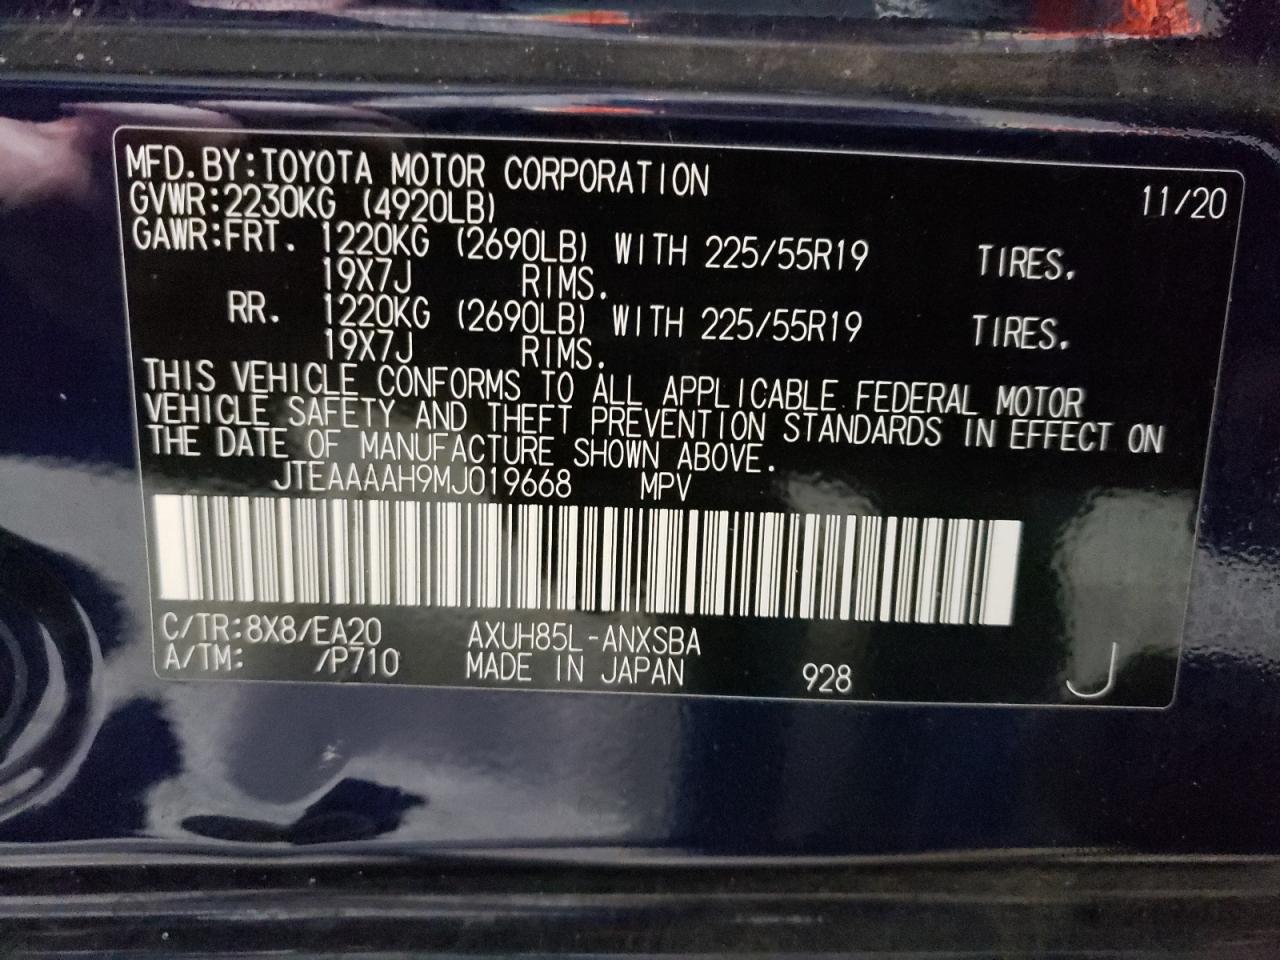 MFD.BY:TOYOTA MOTOR CORPORATION 11/20
GVWR:2230KG (4920LB)
GAWR:FRT. 1220KG (2690LB) WITH 225/55R19 TIRES.
19X7J RIMS.
RR. 1220KG (2690LB) WITH 225/55R19 TIRES.
19X7J RIMS.
THIS VEHICLE CONFORMS TO ALL APPLICABLE FEDERAL MOTOR
VEHICLE SAFETY AND THEFT PREVENTION STANDARDS IN EFFECT ON
THE DATE OF MANUFACTURE SHOWN ABOVE.
JTEAAAAH9MJ019668 MPV
C/TR:8X8/EA20 AXUH85L-ANXSBA
A/TM: /P710 MADE IN JAPAN 928 J